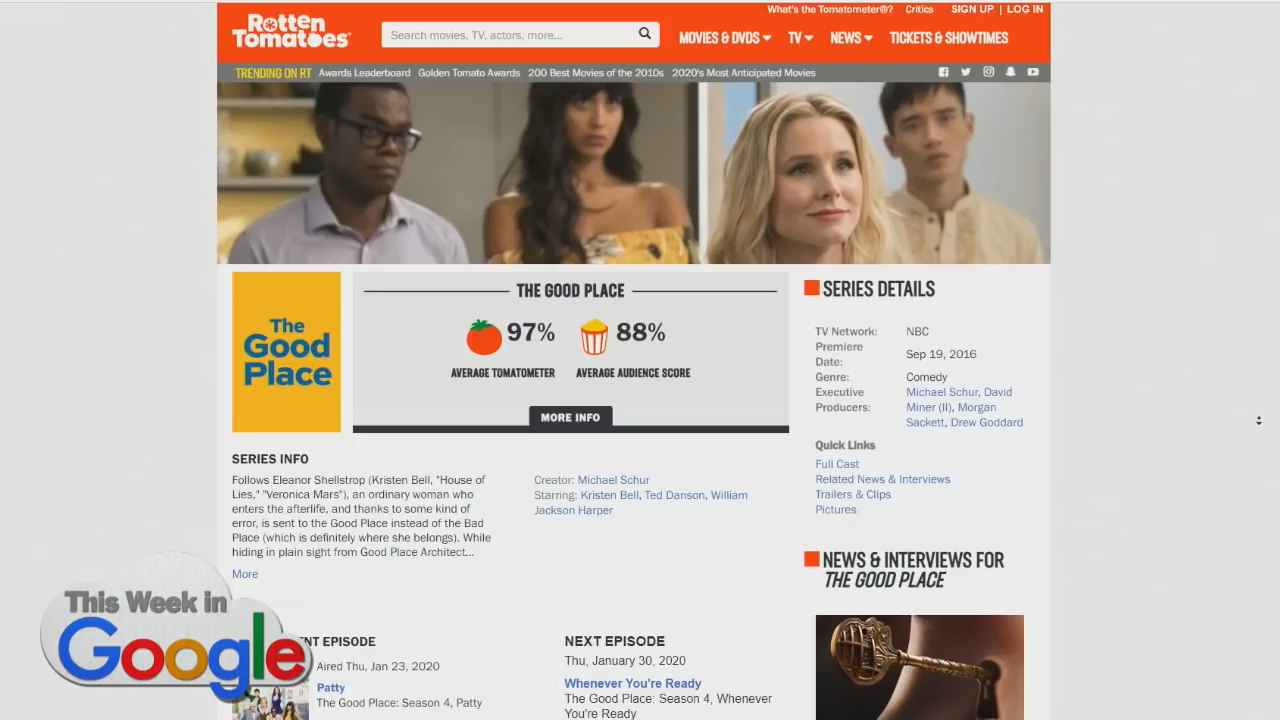 What's the Tomatometer®? Critics SIGN UP | LOG IN
Rotten
Tomatoes
Search movies, TV, actors, more...
MOVIES & DVDS TV NEWS TICKETS & SHOWTIMES
TRENDING ON RT Awards Leaderboard Golden Tomato Awards 200 Best Movies of the 2010s 2020's Most Anticipated Movies
The
Good
Place
THE GOOD PLACE
97% 88%
AVERAGE TOMATOMETER AVERAGE AUDIENCE SCORE
MORE INFO
SERIES INFO
Follows Eleanor Shellstrop (Kristen Bell, "House of
Lies," "Veronica Mars"), an ordinary woman who
enters the afterlife, and thanks to some kind of
error, is sent to the Good Place instead of the Bad
Place (which is definitely where she belongs). While
hiding in plain sight from Good Place Architect...
More
Creator: Michael Schur
Starring: Kristen Bell, Ted Danson, William
Jackson Harper
SERIES DETAILS
TV Network: NBC
Premiere
Date: Sep 19, 2016
Genre: Comedy
Executive Michael Schur, David
Producers: Miner (II), Morgan
Sackett, Drew Goddard
Quick Links
Full Cast
Related News & Interviews
Trailers & Clips
Pictures
NEWS & INTERVIEWS FOR
THE GOOD PLACE
NT EPISODE
Aired Thu, Jan 23, 2020
Patty
The Good Place: Season 4, Patty
NEXT EPISODE
Thu, January 30, 2020
Whenever You're Ready
The Good Place: Season 4, Whenever
You're Ready
This Week in
Google